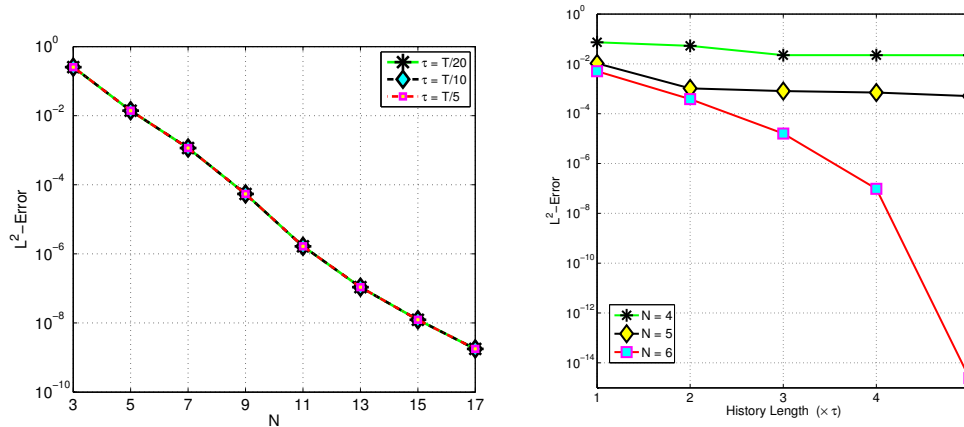 10^0
10^-2
10^-4
10^-6
10^-8
10^-10
L^2-Error
3 5 7 9 11 13 15 17
N
τ = T/20
τ = T/10
τ = T/5
10^0
10^-2
10^-4
10^-6
10^-8
10^-10
10^-12
10^-14
L^2-Error
N = 4
N = 5
N = 6
1 2 3 4
History Length (× τ)